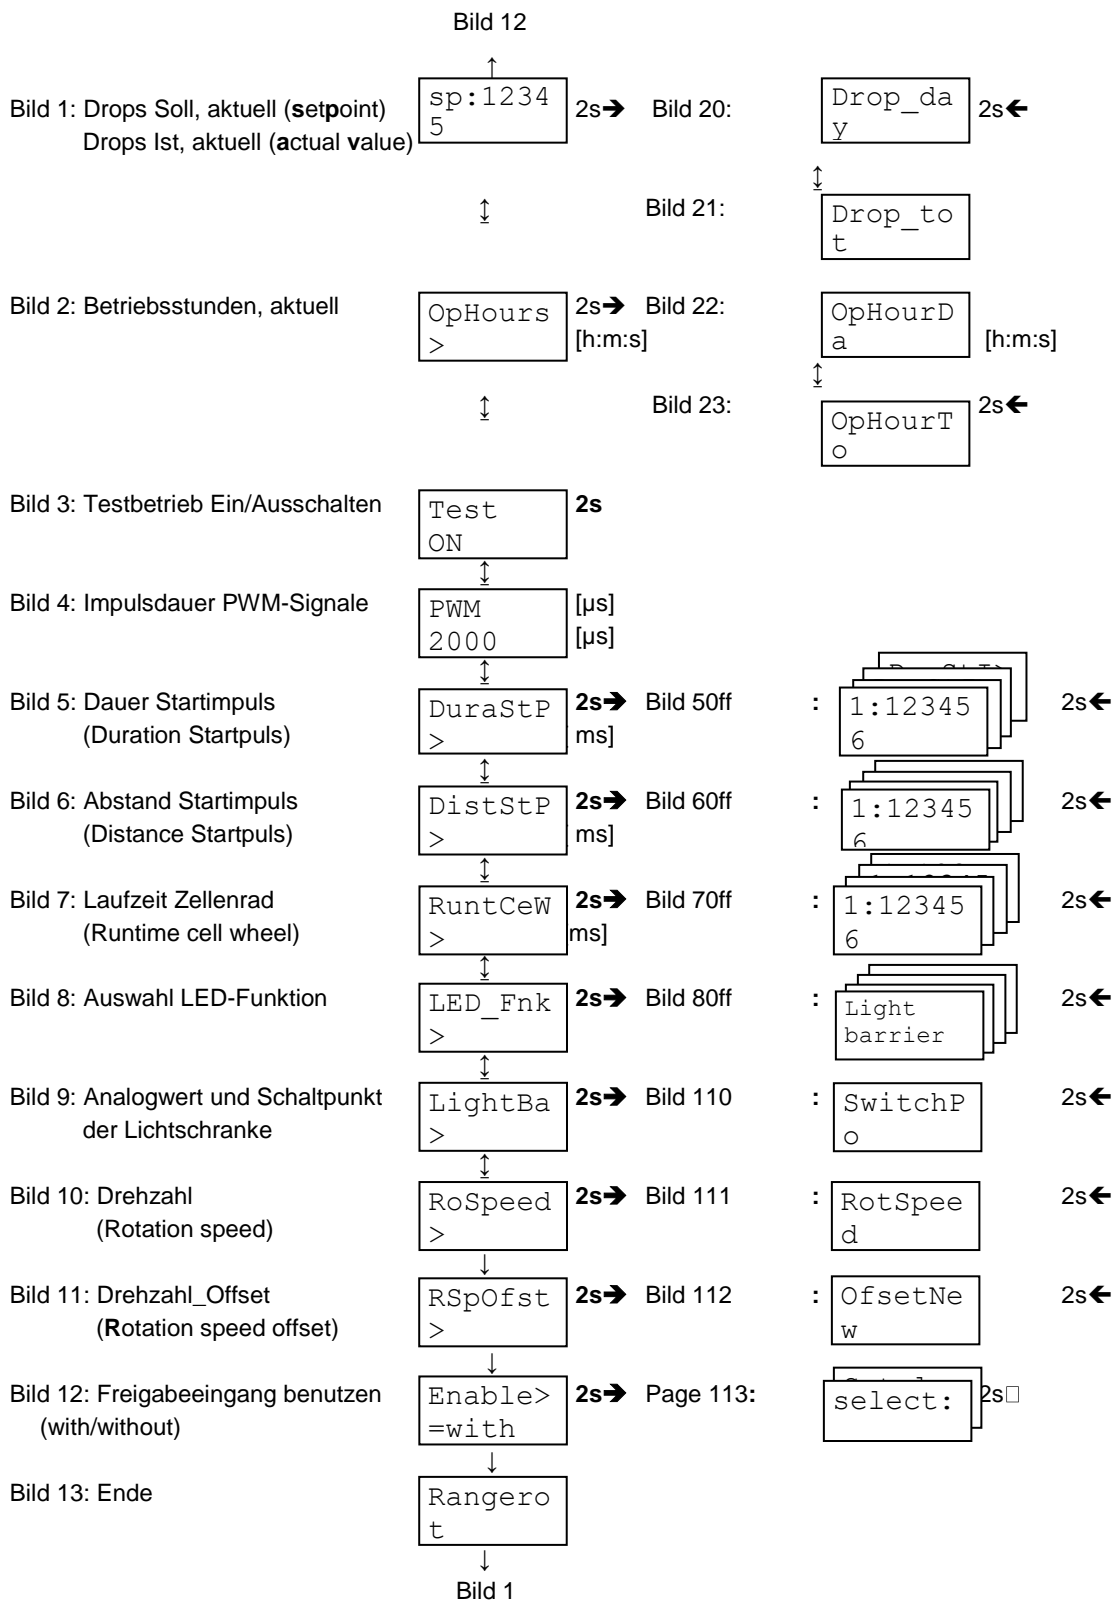 Bild 12
↑
Bild 1: Drops Soll, aktuell (setpoint) sp:1234 2s➔ Bild 20: Drop_da 2s←
Drops Ist, aktuell (actual value) 5 y
↕ ↕
Bild 21: Drop_to
t
Bild 2: Betriebsstunden, aktuell OpHours 2s➔ Bild 22: OpHourD
> [h:m:s] a [h:m:s]
↕ ↕
Bild 23: OpHourT 2s←
o
Bild 3: Testbetrieb Ein/Ausschalten Test 2s
ON
↕
Bild 4: Impulsdauer PWM-Signale PWM [µs]
2000 [µs]
↕
Bild 5: Dauer Startimpuls DuraStP 2s➔ Bild 50ff : 1:12345 2s←
(Duration Startpuls) > ms] 6
↕
Bild 6: Abstand Startimpuls DistStP 2s➔ Bild 60ff : 1:12345 2s←
(Distance Startpuls) > ms] 6
↕
Bild 7: Laufzeit Zellenrad RuntCeW 2s➔ Bild 70ff : 1:12345 2s←
(Runtime cell wheel) > ms] 6
↕
Bild 8: Auswahl LED-Funktion LED_Fnk 2s➔ Bild 80ff : Light 2s←
> barrier
↕
Bild 9: Analogwert und Schaltpunkt LightBa 2s➔ Bild 110 : SwitchP 2s←
der Lichtschranke > o
↕
Bild 10: Drehzahl RoSpeed 2s➔ Bild 111 : RotSpee 2s←
(Rotation speed) > d
↓
Bild 11: Drehzahl_Offset RSpOfst 2s➔ Bild 112 : OfsetNe 2s←
(Rotation speed offset) > w
↓
Bild 12: Freigabeeingang benutzen Enable> 2s➔ Page 113: select: 2s□
(with/without) =with
↓
Bild 13: Ende Rangero
t
↓
Bild 1